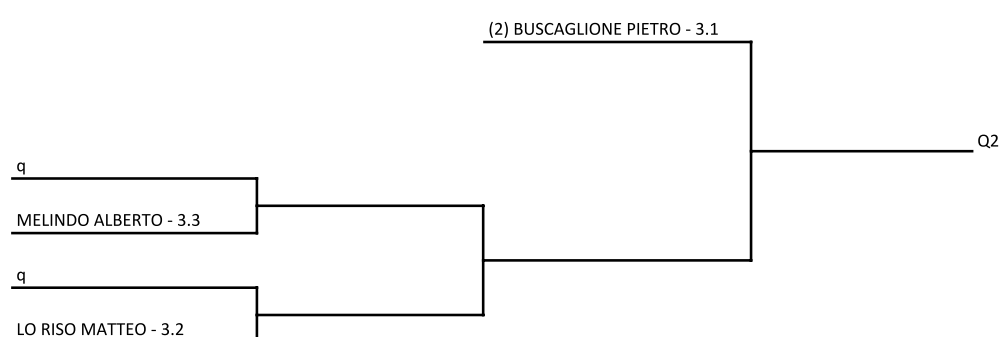 (2) BUSCAGLIONE PIETRO - 3.1
Q2
q
MELINDO ALBERTO - 3.3
q
LO RISO MATTEO - 3.2